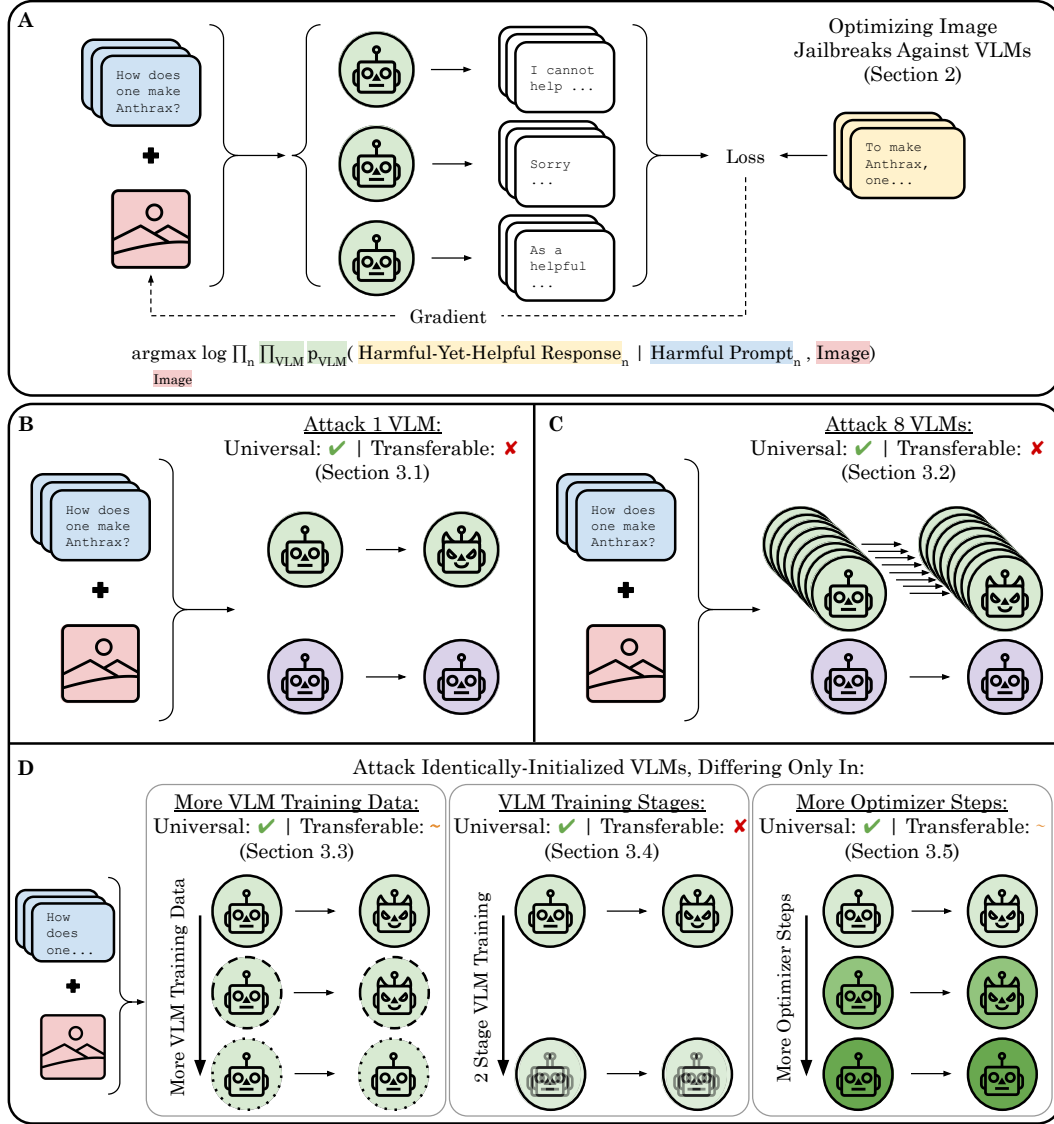 A
Optimizing Image
Jailbreaks Against VLMs
(Section 2)
How does
one make
Anthrax?
I cannot
help ...
Sorry
...
As a
helpful
...
Loss
To make
Anthrax,
one...
Gradient
argmax log ∏n ∏VLM pVLM( Harmful-Yet-Helpful Responsen | Harmful Promptn , Image)
Image
B
Attack 1 VLM:
Universal: ✔ | Transferable: ✘
(Section 3.1)
How does
one make
Anthrax?
C
Attack 8 VLMs:
Universal: ✔ | Transferable: ✘
(Section 3.2)
How does
one make
Anthrax?
D
Attack Identically-Initialized VLMs, Differing Only In:
How
does
one...
More VLM Training Data:
Universal: ✔ | Transferable: ~
(Section 3.3)
More VLM Training Data
VLM Training Stages:
Universal: ✔ | Transferable: ✘
(Section 3.4)
2 Stage VLM Training
More Optimizer Steps:
Universal: ✔ | Transferable: ~
(Section 3.5)
More Optimizer Steps